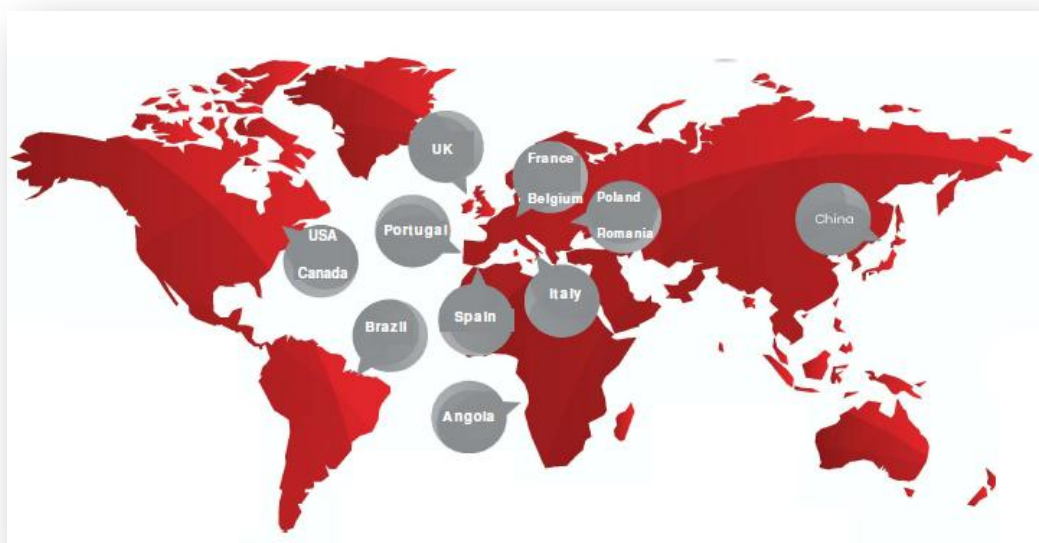 UK
France
Belgium
Poland
Romania
China
Portugal
USA
Canada
Italy
Spain
Brazil
Angola